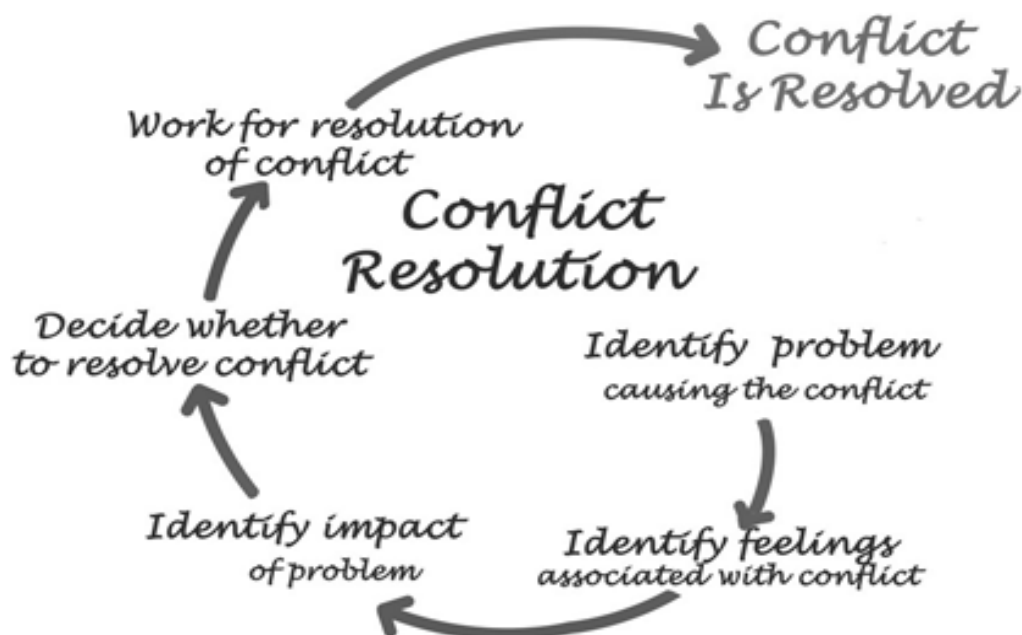 Conflict
Is Resolved
Work for resolution
of conflict
Conflict
Resolution
Decide whether
to resolve conflict
Identify problem
causing the conflict
Identify impact
of problem
Identify feelings
associated with conflict